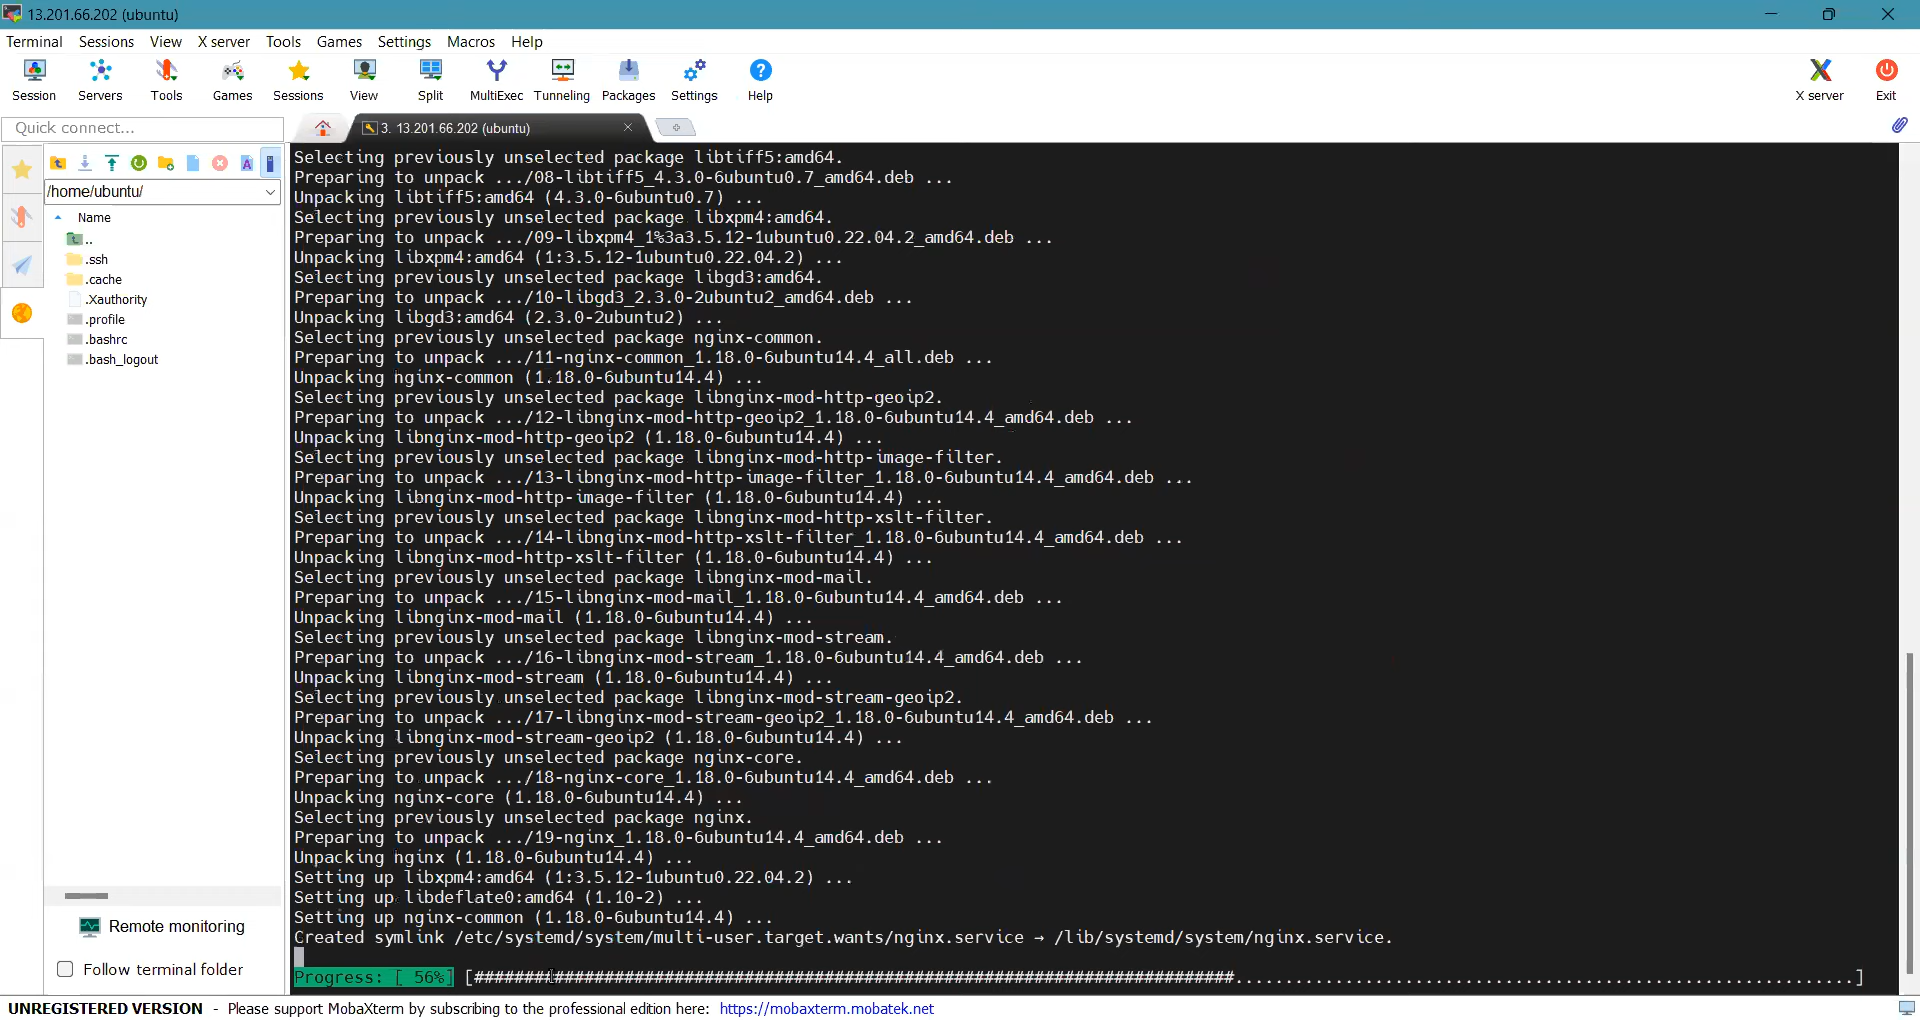 13.201.66.202 (ubuntu)
Terminal Sessions View X server Tools Games Settings Macros Help
Session Servers Tools Games Sessions View Split MultiExec Tunneling Packages Settings Help X server Exit
Quick connect...
3. 13.201.66.202 (ubuntu)
/home/ubuntu/
Name
..
.ssh
.cache
.Xauthority
.profile
.bashrc
.bash_logout
Remote monitoring
Follow terminal folder
Selecting previously unselected package libtiff5:amd64.
Preparing to unpack .../08-libtiff5_4.3.0-6ubuntu0.7_amd64.deb ...
Unpacking libtiff5:amd64 (4.3.0-6ubuntu0.7) ...
Selecting previously unselected package libxpm4:amd64.
Preparing to unpack .../09-libxpm4_1%3a3.5.12-1ubuntu0.22.04.2_amd64.deb ...
Unpacking libxpm4:amd64 (1:3.5.12-1ubuntu0.22.04.2) ...
Selecting previously unselected package libgd3:amd64.
Preparing to unpack .../10-libgd3_2.3.0-2ubuntu2_amd64.deb ...
Unpacking libgd3:amd64 (2.3.0-2ubuntu2) ...
Selecting previously unselected package nginx-common.
Preparing to unpack .../11-nginx-common_1.18.0-6ubuntu14.4_all.deb ...
Unpacking nginx-common (1.18.0-6ubuntu14.4) ...
Selecting previously unselected package libnginx-mod-http-geoip2.
Preparing to unpack .../12-libnginx-mod-http-geoip2_1.18.0-6ubuntu14.4_amd64.deb ...
Unpacking libnginx-mod-http-geoip2 (1.18.0-6ubuntu14.4) ...
Selecting previously unselected package libnginx-mod-http-image-filter.
Preparing to unpack .../13-libnginx-mod-http-image-filter_1.18.0-6ubuntu14.4_amd64.deb ...
Unpacking libnginx-mod-http-image-filter (1.18.0-6ubuntu14.4) ...
Selecting previously unselected package libnginx-mod-http-xslt-filter.
Preparing to unpack .../14-libnginx-mod-http-xslt-filter_1.18.0-6ubuntu14.4_amd64.deb ...
Unpacking libnginx-mod-http-xslt-filter (1.18.0-6ubuntu14.4) ...
Selecting previously unselected package libnginx-mod-mail.
Preparing to unpack .../15-libnginx-mod-mail_1.18.0-6ubuntu14.4_amd64.deb ...
Unpacking libnginx-mod-mail (1.18.0-6ubuntu14.4) ...
Selecting previously unselected package libnginx-mod-stream.
Preparing to unpack .../16-libnginx-mod-stream_1.18.0-6ubuntu14.4_amd64.deb ...
Unpacking libnginx-mod-stream (1.18.0-6ubuntu14.4) ...
Selecting previously unselected package libnginx-mod-stream-geoip2.
Preparing to unpack .../17-libnginx-mod-stream-geoip2_1.18.0-6ubuntu14.4_amd64.deb ...
Unpacking libnginx-mod-stream-geoip2 (1.18.0-6ubuntu14.4) ...
Selecting previously unselected package nginx-core.
Preparing to unpack .../18-nginx-core_1.18.0-6ubuntu14.4_amd64.deb ...
Unpacking nginx-core (1.18.0-6ubuntu14.4) ...
Selecting previously unselected package nginx.
Preparing to unpack .../19-nginx_1.18.0-6ubuntu14.4_amd64.deb ...
Unpacking nginx (1.18.0-6ubuntu14.4) ...
Setting up libxpm4:amd64 (1:3.5.12-1ubuntu0.22.04.2) ...
Setting up libdeflate0:amd64 (1.10-2) ...
Setting up nginx-common (1.18.0-6ubuntu14.4) ...
Created symlink /etc/systemd/system/multi-user.target.wants/nginx.service → /lib/systemd/system/nginx.service.
Progress: [ 56%] [############################################################################..............................................................]
UNREGISTERED VERSION - Please support MobaXterm by subscribing to the professional edition here: https://mobaxterm.mobatek.net